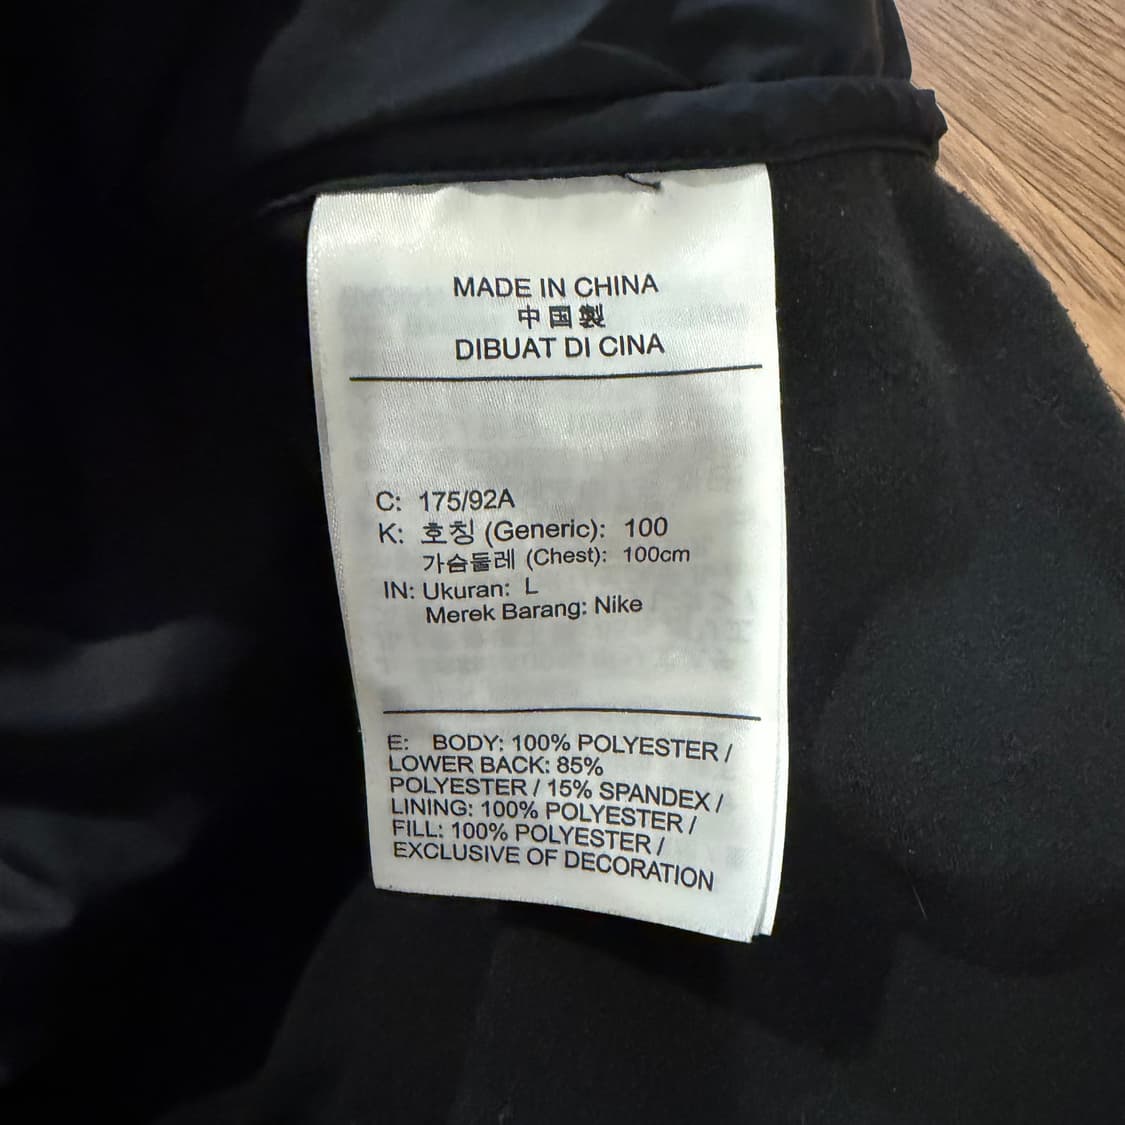 MADE IN CHINA
中国製
DIBUAT DI CINA
C: 175/92A
K: 호칭 (Generic): 100
가슴둘레 (Chest): 100cm
IN: Ukuran: L
Merek Barang: Nike
E: BODY: 100% POLYESTER /
LOWER BACK: 85%
POLYESTER / 15% SPANDEX /
LINING: 100% POLYESTER /
FILL: 100% POLYESTER /
EXCLUSIVE OF DECORATION